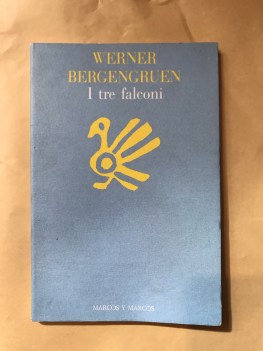 WERNER
BERGENGRUEN
I tre falconi
MARCOS Y MARCOS